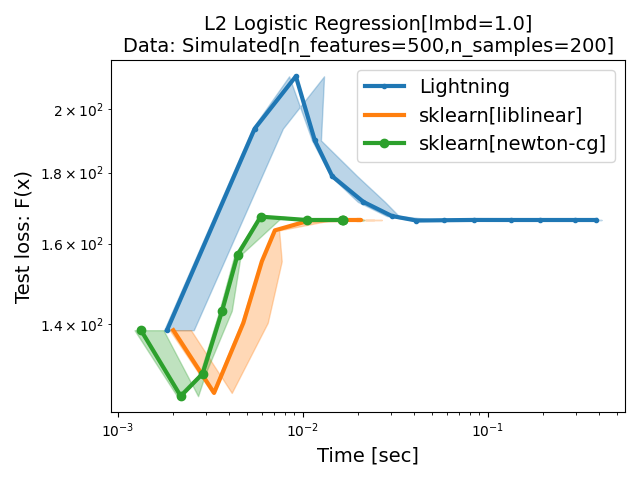 L2 Logistic Regression[lmbd=1.0]
Data: Simulated[n_features=500,n_samples=200]
Lightning
sklearn[liblinear]
sklearn[newton-cg]
Test loss: F(x)
2 × 10²
1.8 × 10²
1.6 × 10²
1.4 × 10²
10⁻³
10⁻²
10⁻¹
Time [sec]